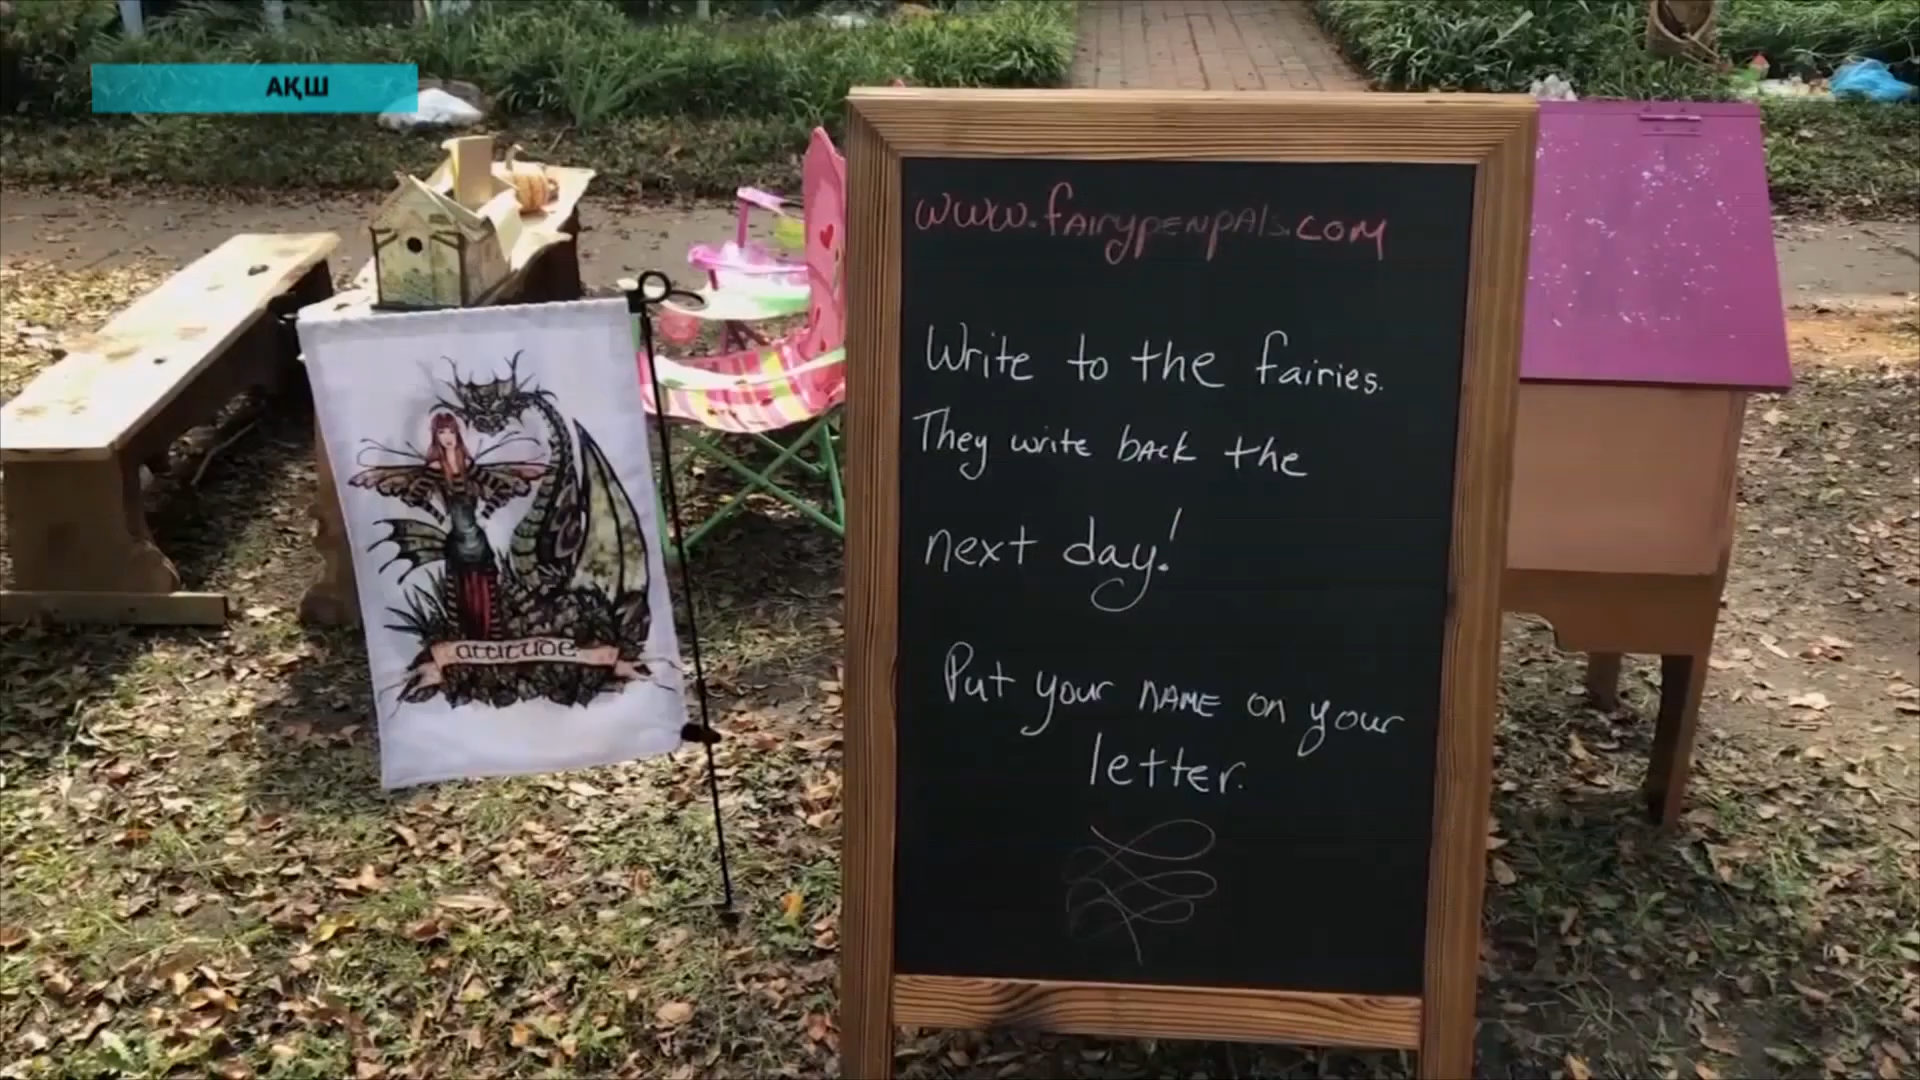 АҚШ
www.fairypenpals.com
Write to the fairies.
They write back the
next day!
Put your NAME on your
letter.
attitude